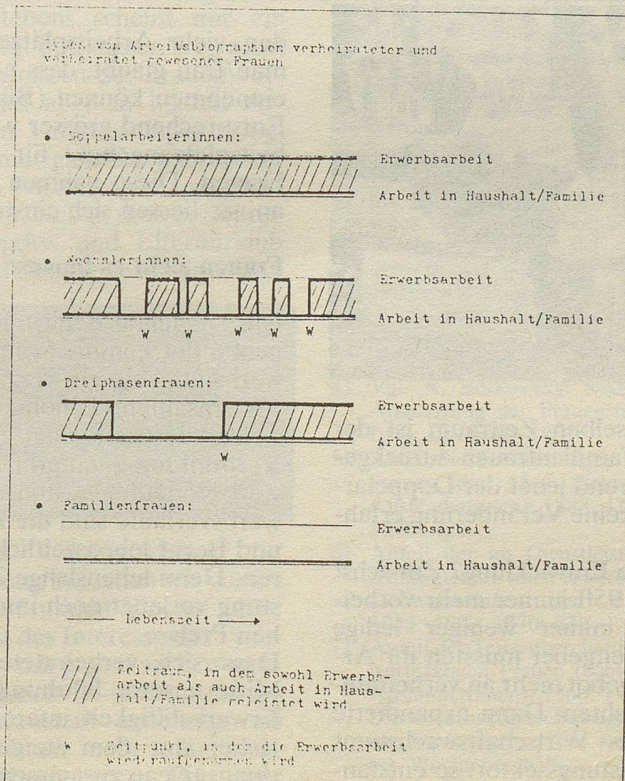 Typen von Arbeitsbiographien verheirateter und
verheiratet gewesener Frauen
• Doppelarbeiterinnen:
Erwerbsarbeit
Arbeit in Haushalt/Familie
• Wechslerinnen:
Erwerbsarbeit
Arbeit in Haushalt/Familie
W W W W W
• Dreiphasenfrauen:
Erwerbsarbeit
Arbeit in Haushalt/Familie
W
• Familienfrauen:
Erwerbsarbeit
Arbeit in Haushalt/Familie
Lebenszeit
Zeitraum, in dem sowohl Erwerbs-
arbeit als auch Arbeit in Haus-
halt/Familie geleistet wird
W Zeitpunkt, in der die Erwerbsarbeit
wiederaufgenommen wird